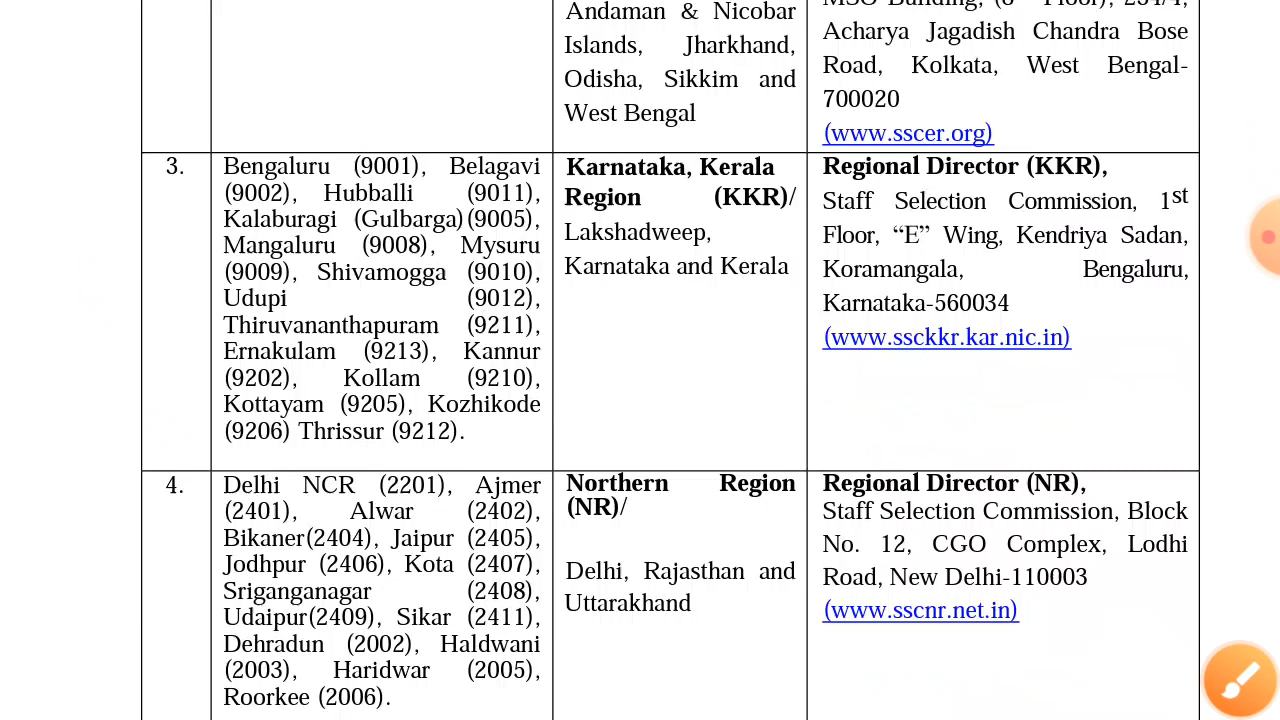 Andaman & Nicobar
Islands, Jharkhand,
Odisha, Sikkim and
West Bengal
Acharya Jagadish Chandra Bose
Road, Kolkata, West Bengal-
700020
(www.sscer.org)
3.
Bengaluru (9001), Belagavi
(9002), Hubballi (9011),
Kalaburagi (Gulbarga)(9005),
Mangaluru (9008), Mysuru
(9009), Shivamogga (9010),
Udupi (9012),
Thiruvananthapuram (9211),
Ernakulam (9213), Kannur
(9202), Kollam (9210),
Kottayam (9205), Kozhikode
(9206) Thrissur (9212).
Karnataka, Kerala
Region (KKR)/
Lakshadweep,
Karnataka and Kerala
Regional Director (KKR),
Staff Selection Commission, 1st
Floor, “E” Wing, Kendriya Sadan,
Koramangala, Bengaluru,
Karnataka-560034
(www.ssckkr.kar.nic.in)
4.
Delhi NCR (2201), Ajmer
(2401), Alwar (2402),
Bikaner(2404), Jaipur (2405),
Jodhpur (2406), Kota (2407),
Sriganganagar (2408),
Udaipur(2409), Sikar (2411),
Dehradun (2002), Haldwani
(2003), Haridwar (2005),
Roorkee (2006).
Northern Region
(NR)/
Delhi, Rajasthan and
Uttarakhand
Regional Director (NR),
Staff Selection Commission, Block
No. 12, CGO Complex, Lodhi
Road, New Delhi-110003
(www.sscnr.net.in)